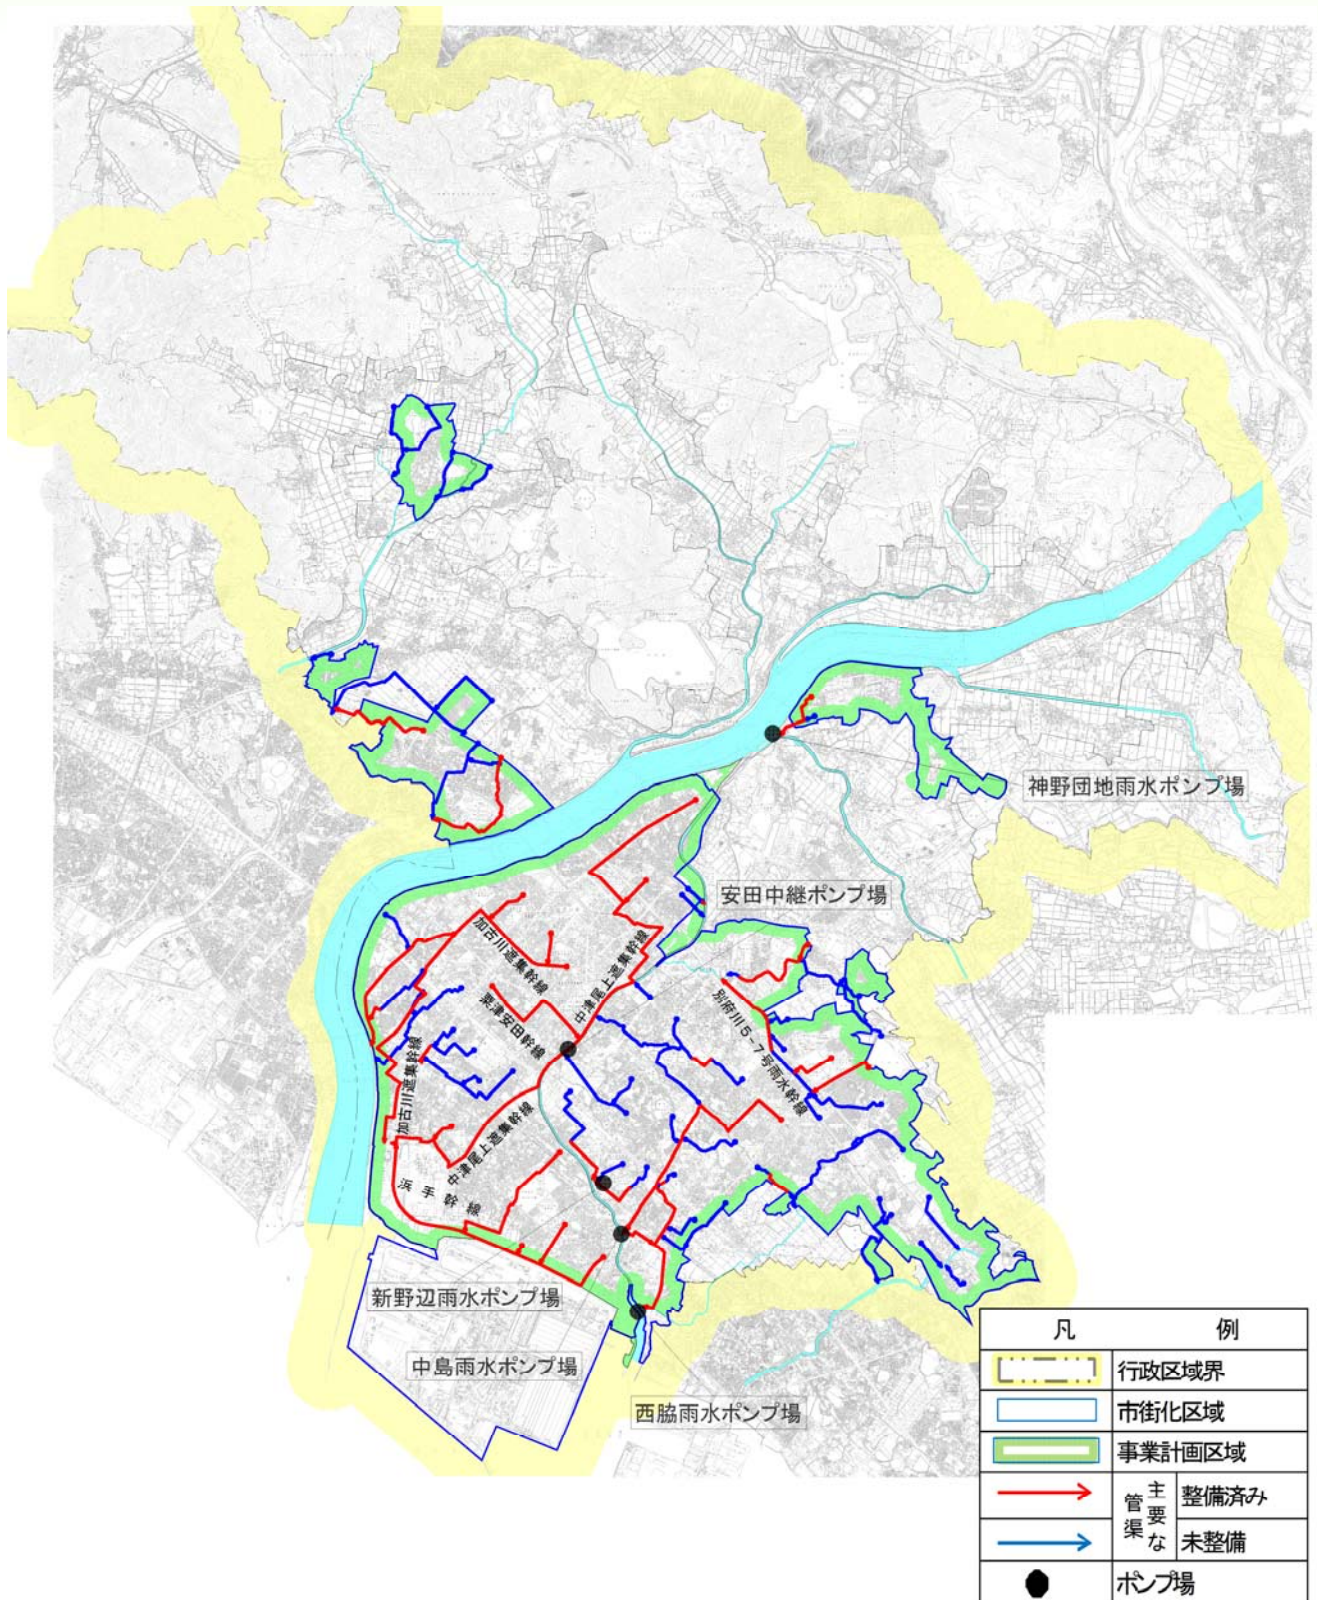 神野団地雨水ポンプ場
安田中継ポンプ場
加古川遮集幹線
中津尾上遮集幹線
粟津安田幹線
別府川5-7号雨水幹線
加古川遮集幹線
中津尾上遮集幹線
浜手幹線
新野辺雨水ポンプ場
中島雨水ポンプ場
西脇雨水ポンプ場
凡例
行政区域界
市街化区域
事業計画区域
主要な管渠
整備済み
未整備
ポンプ場